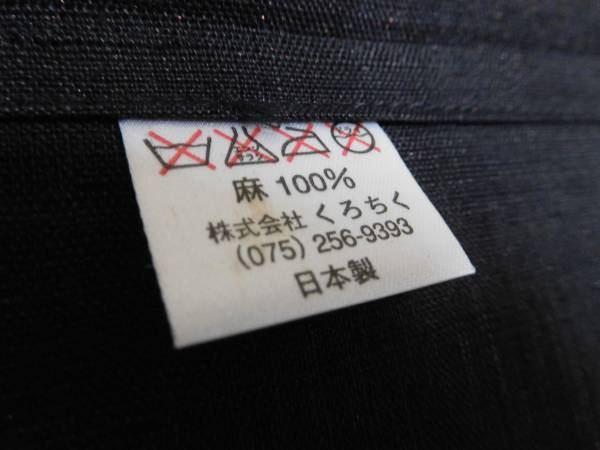 麻 100%
株式会社 くろちく
(075) 256-9393
日本製